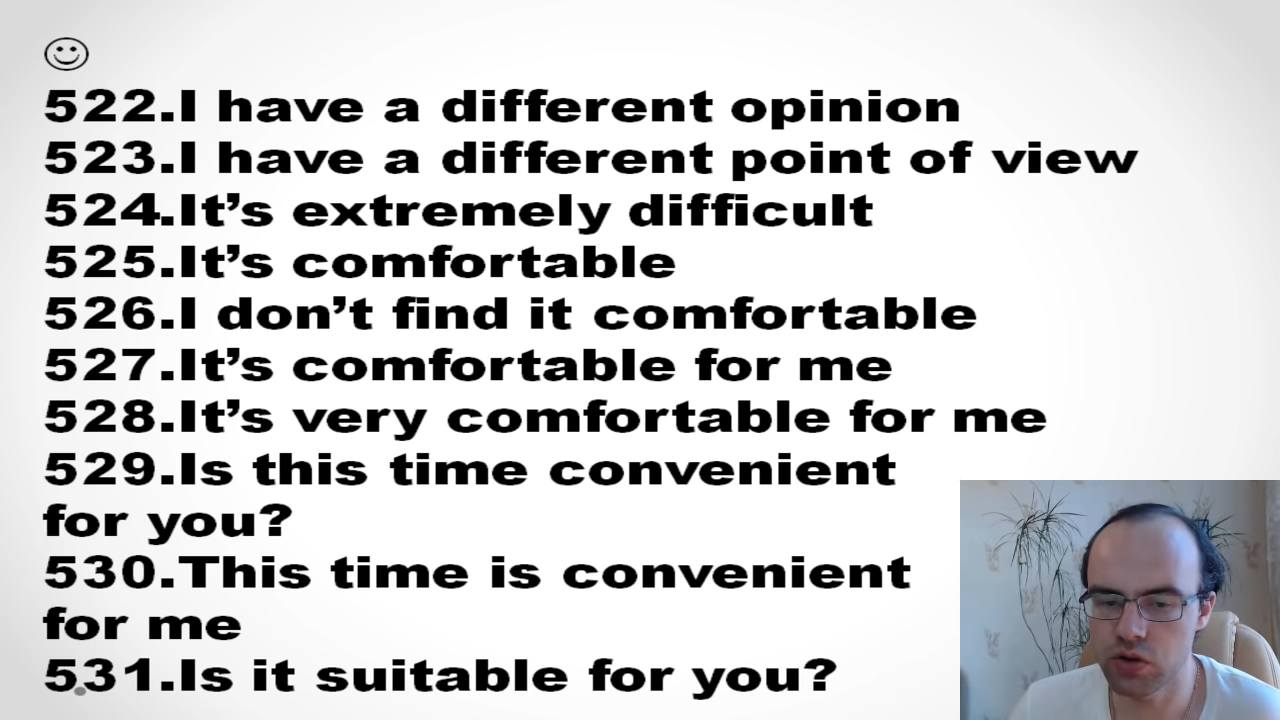 522.I have a different opinion
523.I have a different point of view
524.It’s extremely difficult
525.It’s comfortable
526.I don’t find it comfortable
527.It’s comfortable for me
528.It’s very comfortable for me
529.Is this time convenient
for you?
530.This time is convenient
for me
531.Is it suitable for you?